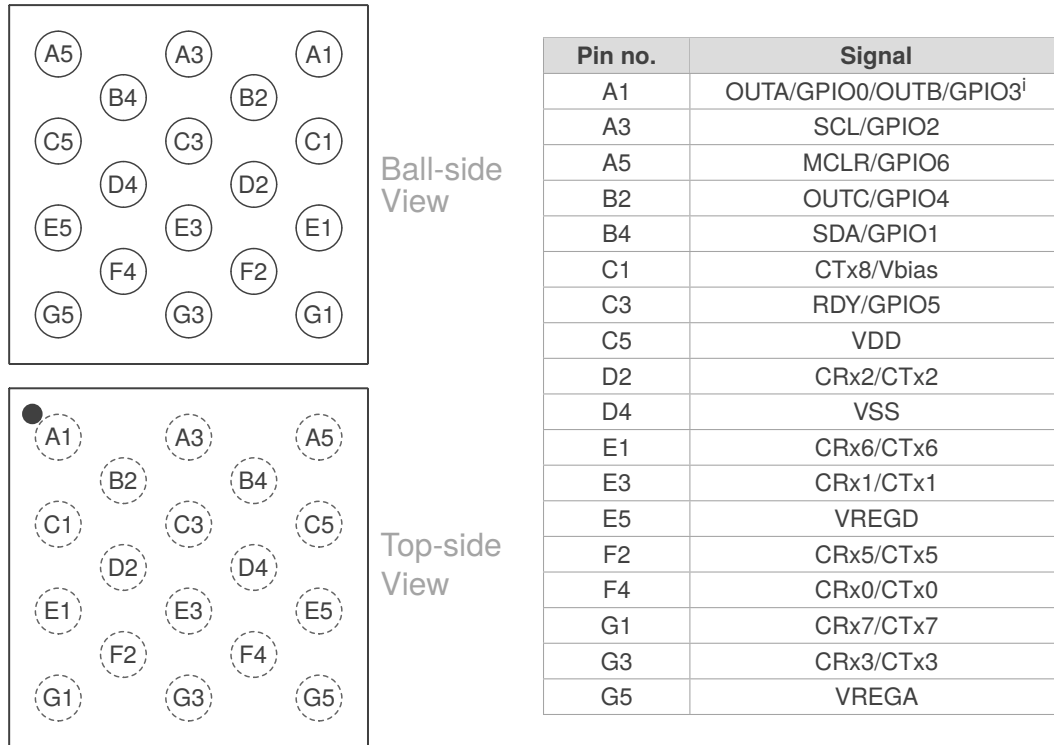 A5 A3 A1
B4 B2
C5 C3 C1
D4 D2
E5 E3 E1
F4 F2
G5 G3 G1
Ball-side
View
A1 A3 A5
B2 B4
C1 C3 C5
D2 D4
E1 E3 E5
F2 F4
G1 G3 G5
Top-side
View
Pin no. Signal
A1 OUTA/GPIO0/OUTB/GPIO3i
A3 SCL/GPIO2
A5 MCLR/GPIO6
B2 OUTC/GPIO4
B4 SDA/GPIO1
C1 CTx8/Vbias
C3 RDY/GPIO5
C5 VDD
D2 CRx2/CTx2
D4 VSS
E1 CRx6/CTx6
E3 CRx1/CTx1
E5 VREGD
F2 CRx5/CTx5
F4 CRx0/CTx0
G1 CRx7/CTx7
G3 CRx3/CTx3
G5 VREGA